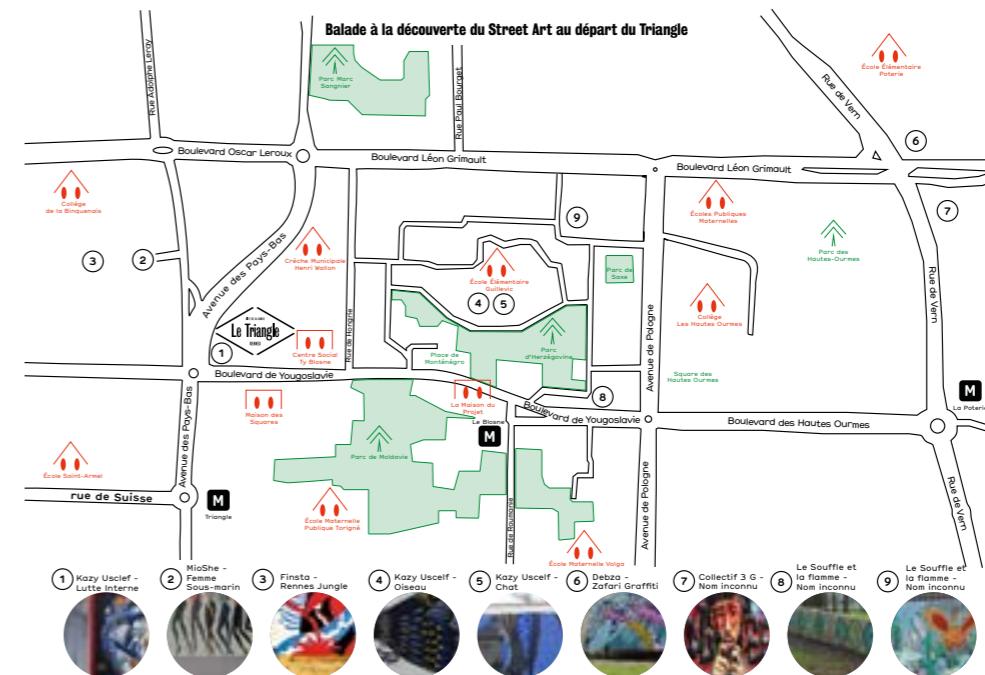 Balade à la découverte du Street Art au départ du Triangle
Rue Adolphe Leray
Parc Marc
Sangnier
Rue Paul Bourget
Rue de Vern
École Élémentaire
Poterie
6
Boulevard Oscar Leroux
Boulevard Léon Grimault
Boulevard Léon Grimault
Collège
de la Binquenais
3
2
Avenue des Pays-Bas
Crèche Municipale
Henri Wallon
Rue de Hongrie
9
École Élémentaire
Guillevic
4
5
Parc de
Saxe
Écoles Publiques
Maternelles
Parc des
Hautes-Ourmes
7
Rue de Vern
Le Triangle
RENNES
1
Centre Social
Ty Blosne
Place de
Monténégro
Parc
d'Herzégovine
Avenue de Pologne
Collège
Les Hautes Ourmes
Square des
Hautes Ourmes
Boulevard de Yougoslavie
Maison des
Squares
La Maison du
Projet
Le Blosne
M
8
Boulevard de Yougoslavie
Boulevard des Hautes Ourmes
M
La Poterie
Avenue des Pays-Bas
École Saint-Armel
rue de Suisse
M
Triangle
Parc de Moldavie
École Maternelle
Publique Torigné
Rue de Roumanie
École Maternelle Volga
Avenue de Pologne
Rue de Vern
1 Kazy Usclef -
Lutte Interne
2 MioShe -
Femme
Sous-marin
3 Finsta -
Rennes Jungle
4 Kazy Uscelf -
Oiseau
5 Kazy Uscelf -
Chat
6 Debza -
Zafari Graffiti
7 Collectif 3 G -
Nom inconnu
8 Le Souffle et
la flamme -
Nom inconnu
9 Le Souffle et
la flamme -
Nom inconnu